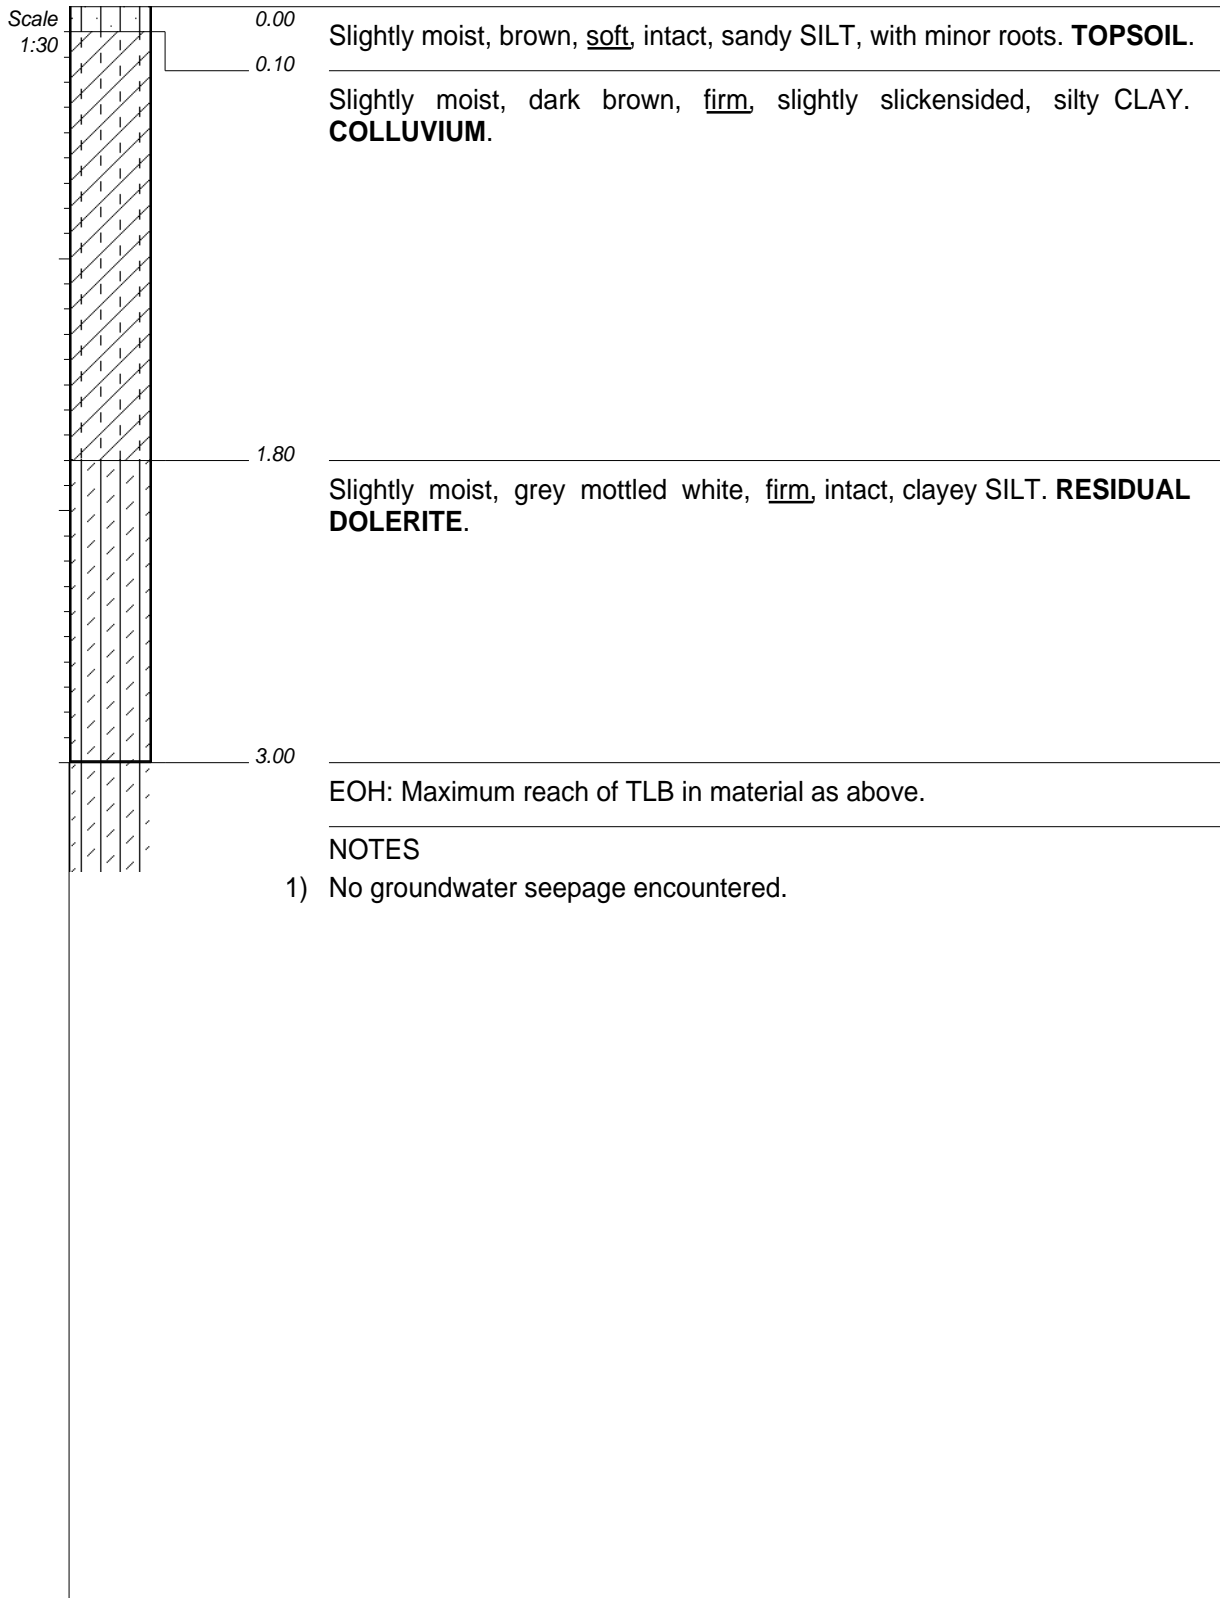 Scale
1:30
0.00
Slightly moist, brown, soft, intact, sandy SILT, with minor roots. TOPSOIL.
0.10
Slightly moist, dark brown, firm, slightly slickensided, silty CLAY.
COLLUVIUM.
1.80
Slightly moist, grey mottled white, firm, intact, clayey SILT. RESIDUAL
DOLERITE.
3.00
EOH: Maximum reach of TLB in material as above.
NOTES
1) No groundwater seepage encountered.